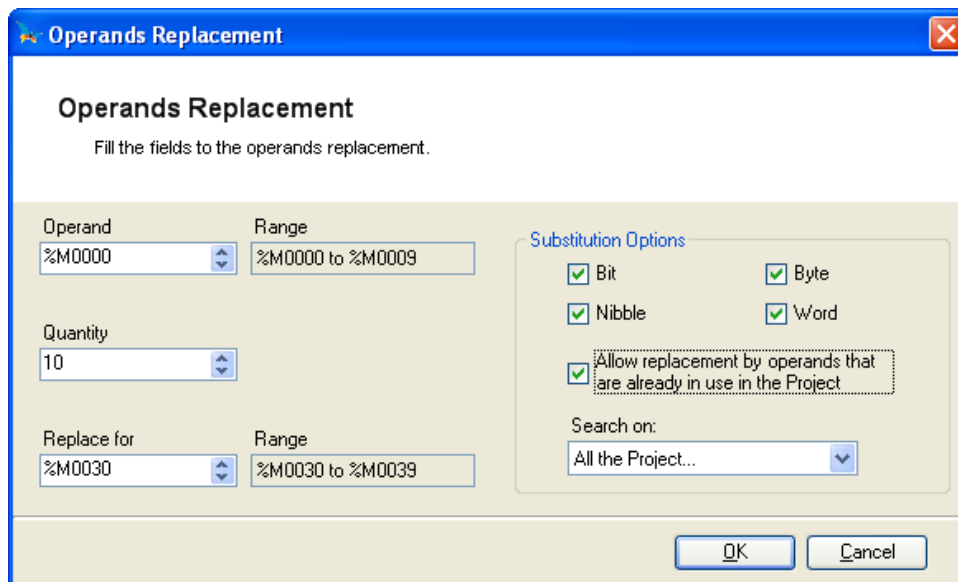 Operands Replacement
Operands Replacement
Fill the fields to the operands replacement.
Operand
Range
%M0000
%M0000 to %M0009
Quantity
10
Replace for
Range
%M0030
%M0030 to %M0039
Substitution Options
Bit
Byte
Nibble
Word
Allow replacement by operands that
are already in use in the Project
Search on:
All the Project...
OK
Cancel